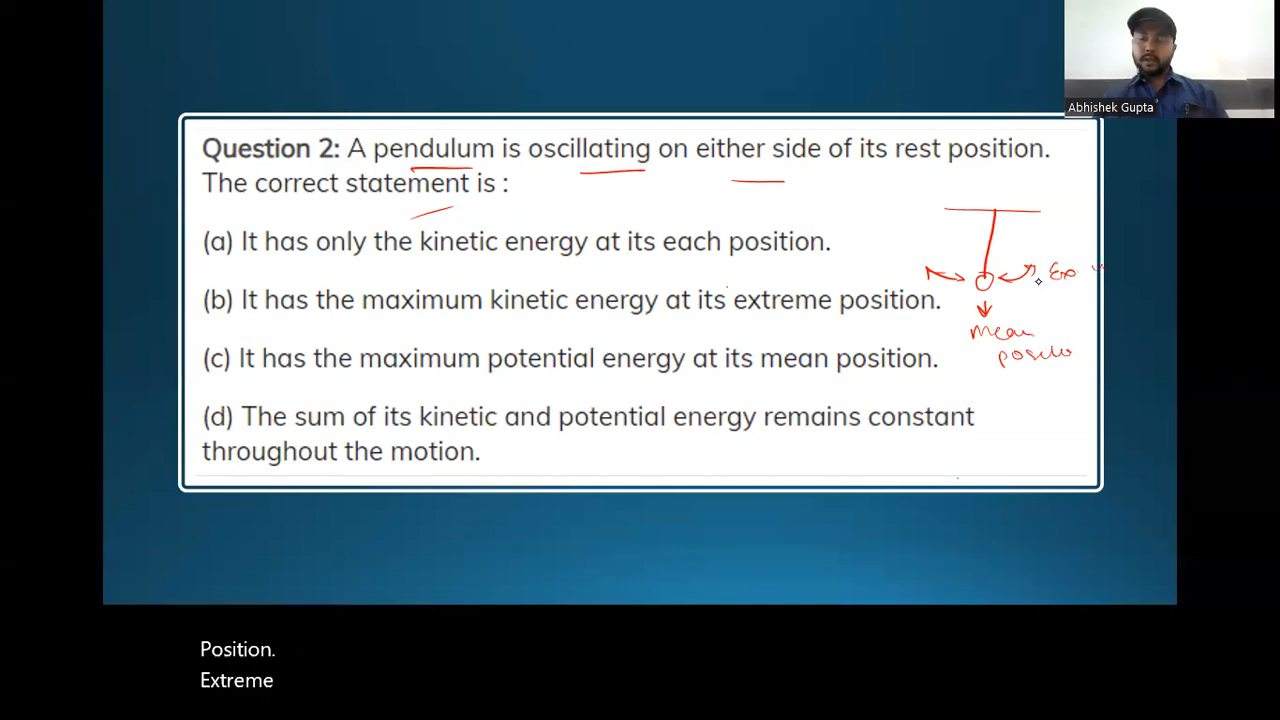 Abhishek Gupta
Question 2: A pendulum is oscillating on either side of its rest position.
The correct statement is :
(a) It has only the kinetic energy at its each position.
(b) It has the maximum kinetic energy at its extreme position.
(c) It has the maximum potential energy at its mean position.
(d) The sum of its kinetic and potential energy remains constant
throughout the motion.
mean
Position.
Extreme